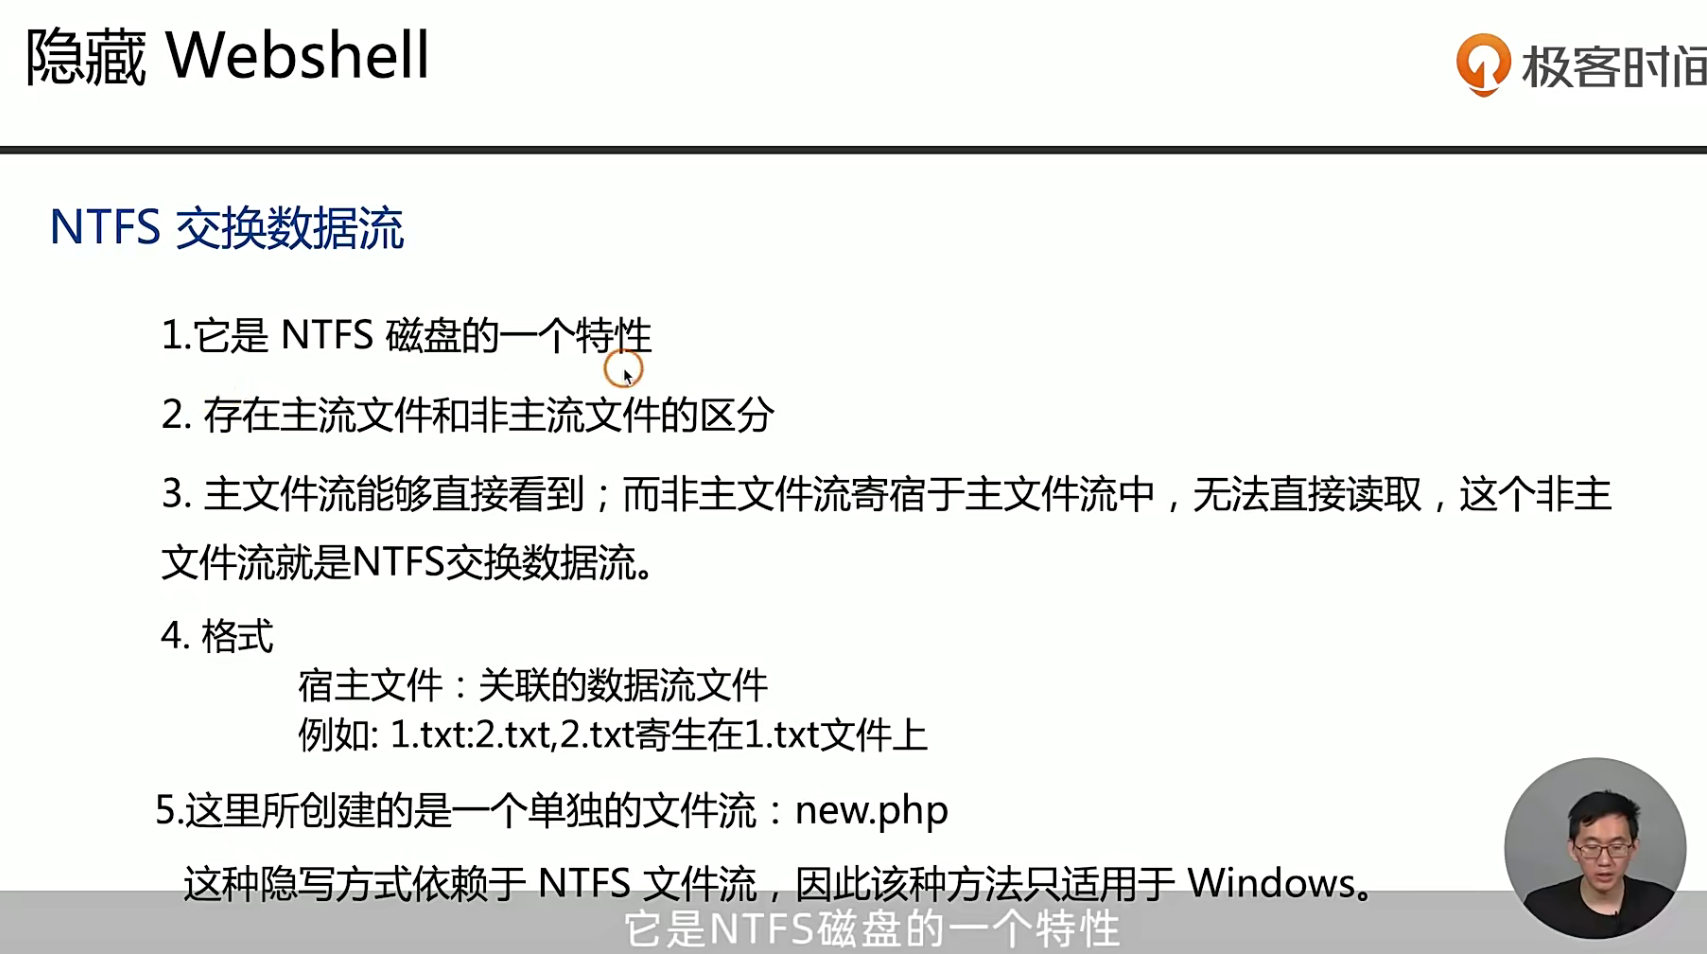 隐藏 Webshell
极客时间
NTFS 交换数据流
1.它是 NTFS 磁盘的一个特性
2. 存在主流文件和非主流文件的区分
3. 主文件流能够直接看到；而非主文件流寄宿于主文件流中，无法直接读取，这个非主
文件流就是NTFS交换数据流。
4. 格式
宿主文件：关联的数据流文件
例如: 1.txt:2.txt,2.txt寄生在1.txt文件上
5.这里所创建的是一个单独的文件流：new.php
这种隐写方式依赖于 NTFS 文件流，因此该种方法只适用于 Windows。
它是NTFS磁盘的一个特性